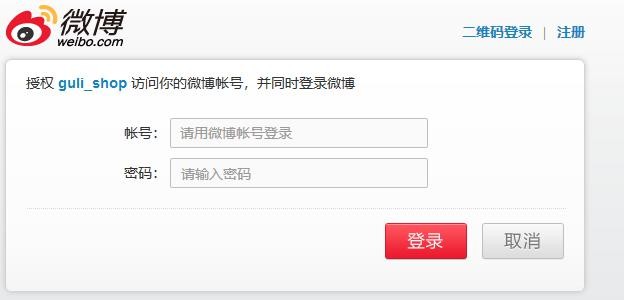 微博
weibo.com
二维码登录 | 注册
授权 guli_shop 访问你的微博帐号，并同时登录微博
帐号： 请用微博帐号登录
密码： 请输入密码
登录 取消